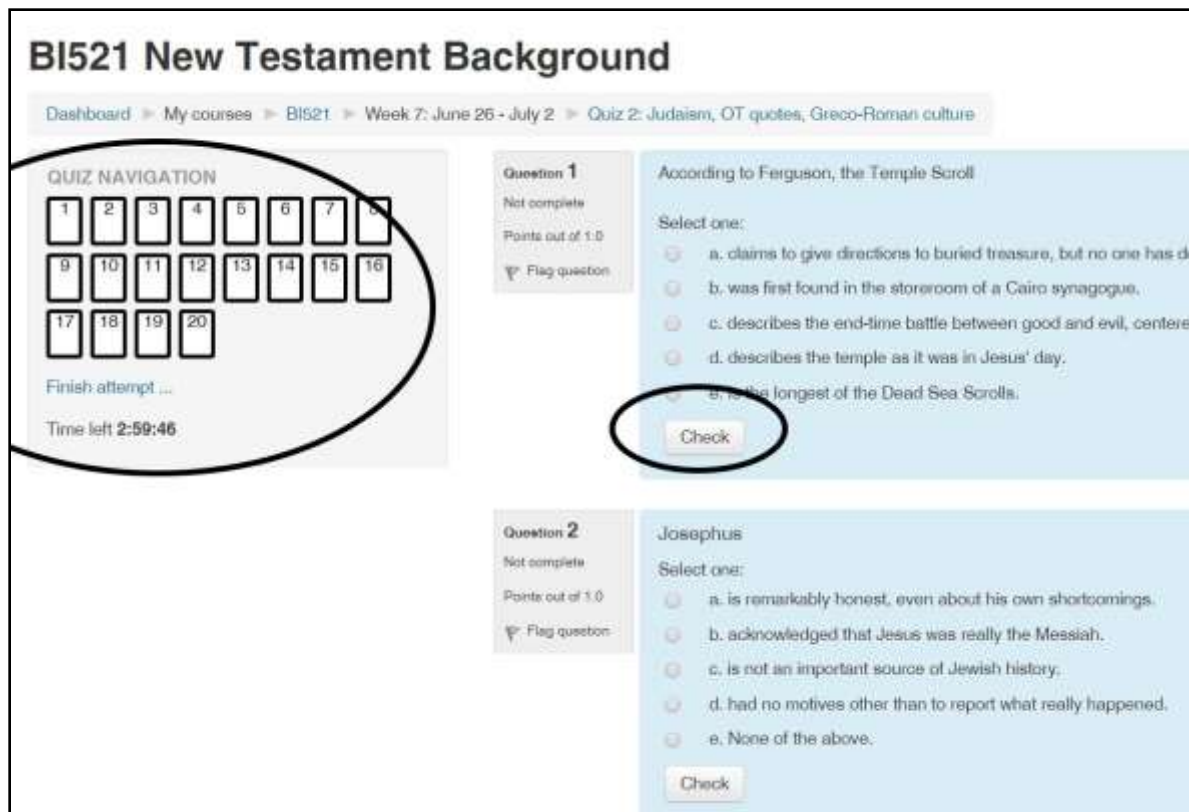 BI521 New Testament Background
Dashboard ► My courses ► BI521 ► Week 7: June 26 - July 2 ► Quiz 2: Judaism, OT quotes, Greco-Roman culture
QUIZ NAVIGATION
1 2 3 4 5 6 7 8
9 10 11 12 13 14 15 16
17 18 19 20
Finish attempt ...
Time left 2:59:46
Question 1
Not complete
Points out of 1.0
Flag question
According to Ferguson, the Temple Scroll
Select one:
a. claims to give directions to buried treasure, but no one has
b. was first found in the storeroom of a Cairo synagogue.
c. describes the end-time battle between good and evil, centere
d. describes the temple as it was in Jesus' day.
e. is the longest of the Dead Sea Scrolls.
Check
Question 2
Not complete
Points out of 1.0
Flag question
Josephus
Select one:
a. is remarkably honest, even about his own shortcomings.
b. acknowledged that Jesus was really the Messiah.
c. is not an important source of Jewish history.
d. had no motives other than to report what really happened.
e. None of the above.
Check